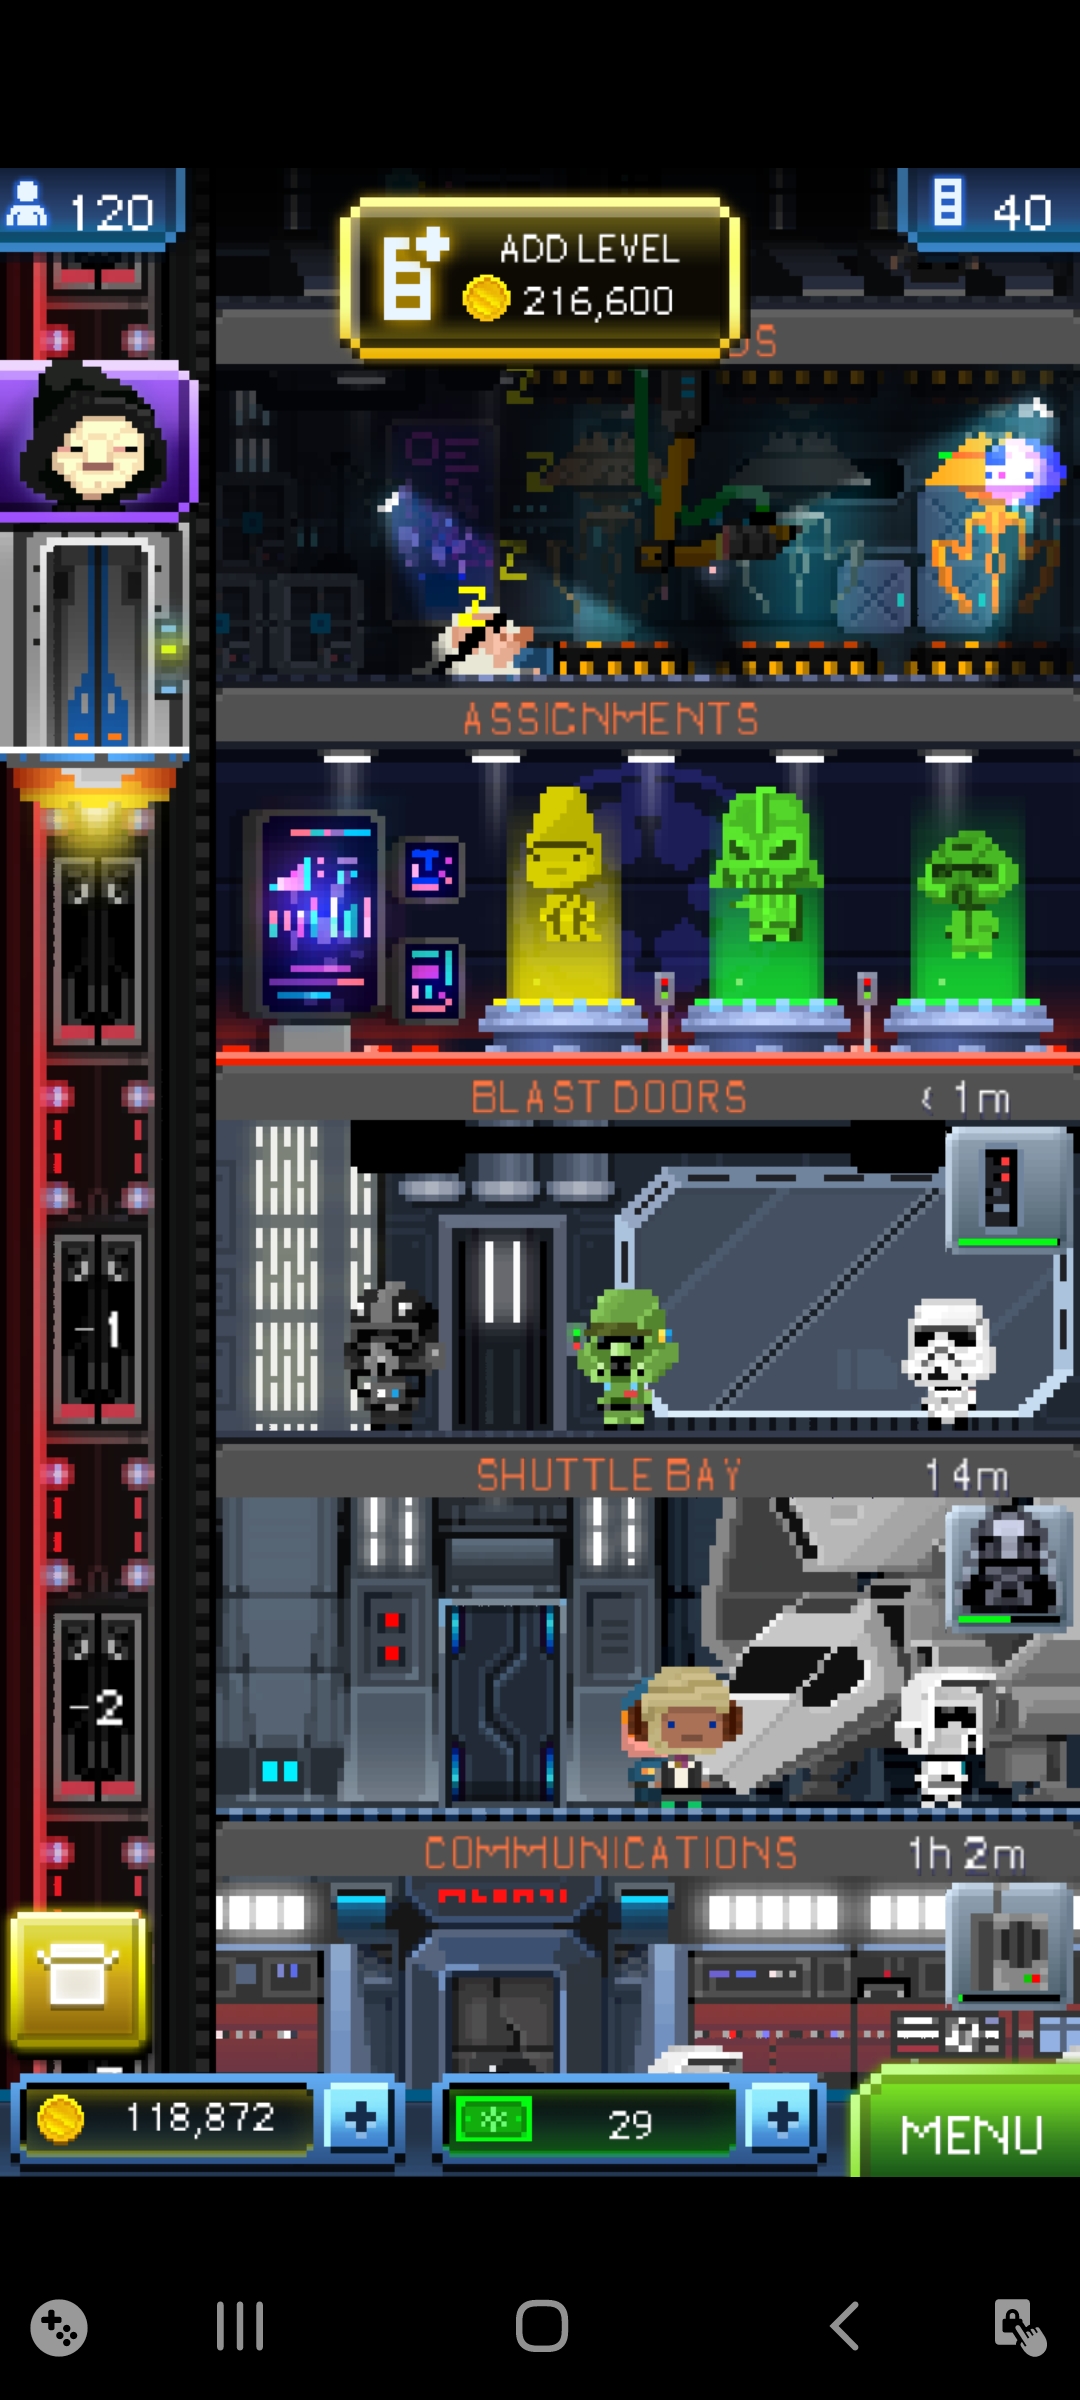 120
ADD LEVEL
216,600
40
DS
Z
Z
Z
Z
ASSIGNMENTS
BLAST DOORS
< 1m
-1
SHUTTLE BAY
14m
-2
COMMUNICATIONS
1h 2m
118,872
29
MENU